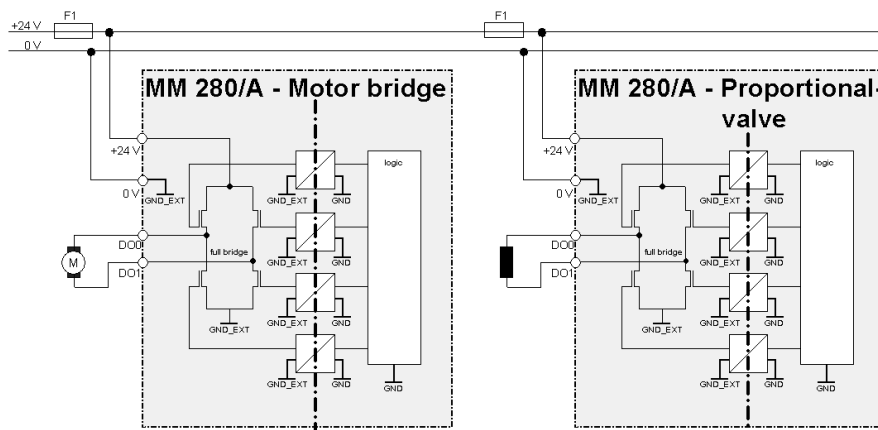 F1
F1
+24 V
0 V
MM 280/A - Motor bridge
MM 280/A - Proportional-
valve
+24 V
logic
0 V
GND_EXT
GND_EXT
GND
DO0
full bridge
GND_EXT
GND
M
DO1
GND_EXT
GND_EXT
GND
GND_EXT
GND
GND
+24 V
logic
0 V
GND_EXT
GND_EXT
GND
DO0
full bridge
GND_EXT
GND
DO1
GND_EXT
GND_EXT
GND
GND_EXT
GND
GND